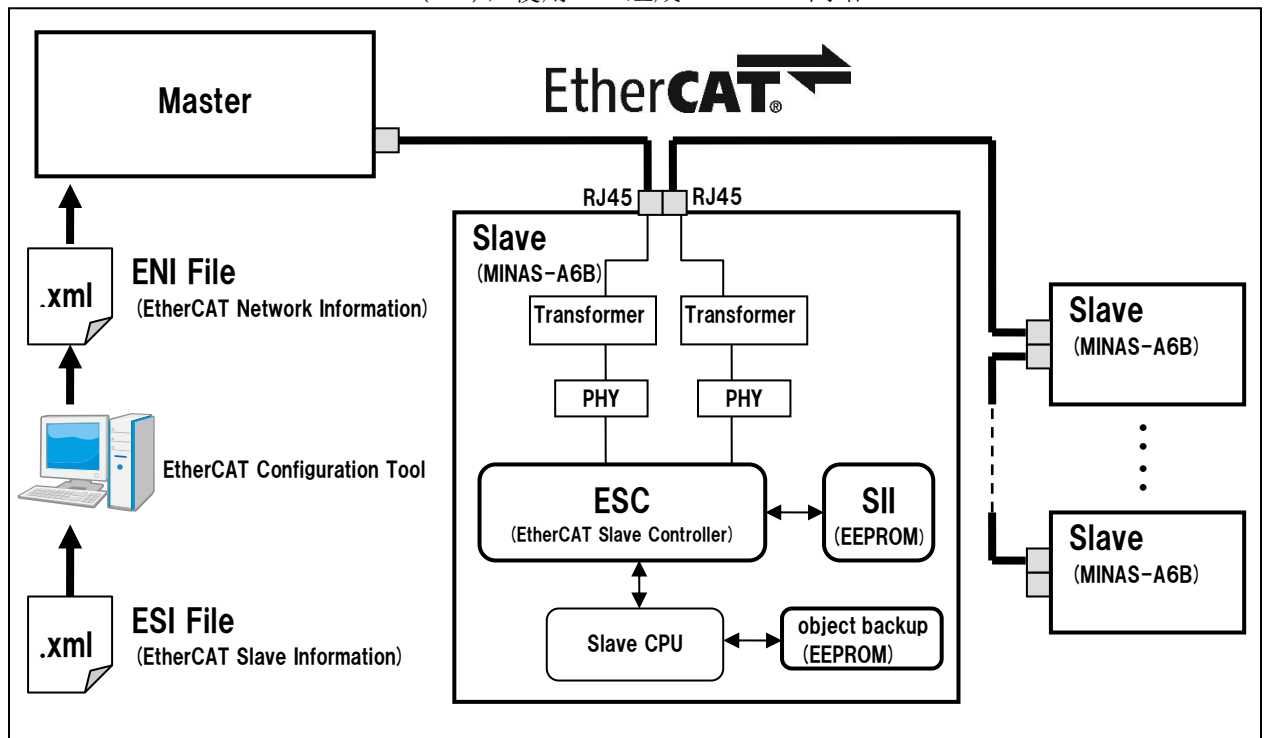 Master
EtherCAT®
RJ45
RJ45
Slave
(MINAS-A6B)
Transformer
Transformer
PHY
PHY
ESC
(EtherCAT Slave Controller)
SII
(EEPROM)
Slave CPU
object backup
(EEPROM)
.xml
ENI File
(EtherCAT Network Information)
EtherCAT Configuration Tool
.xml
ESI File
(EtherCAT Slave Information)
Slave
(MINAS-A6B)
Slave
(MINAS-A6B)